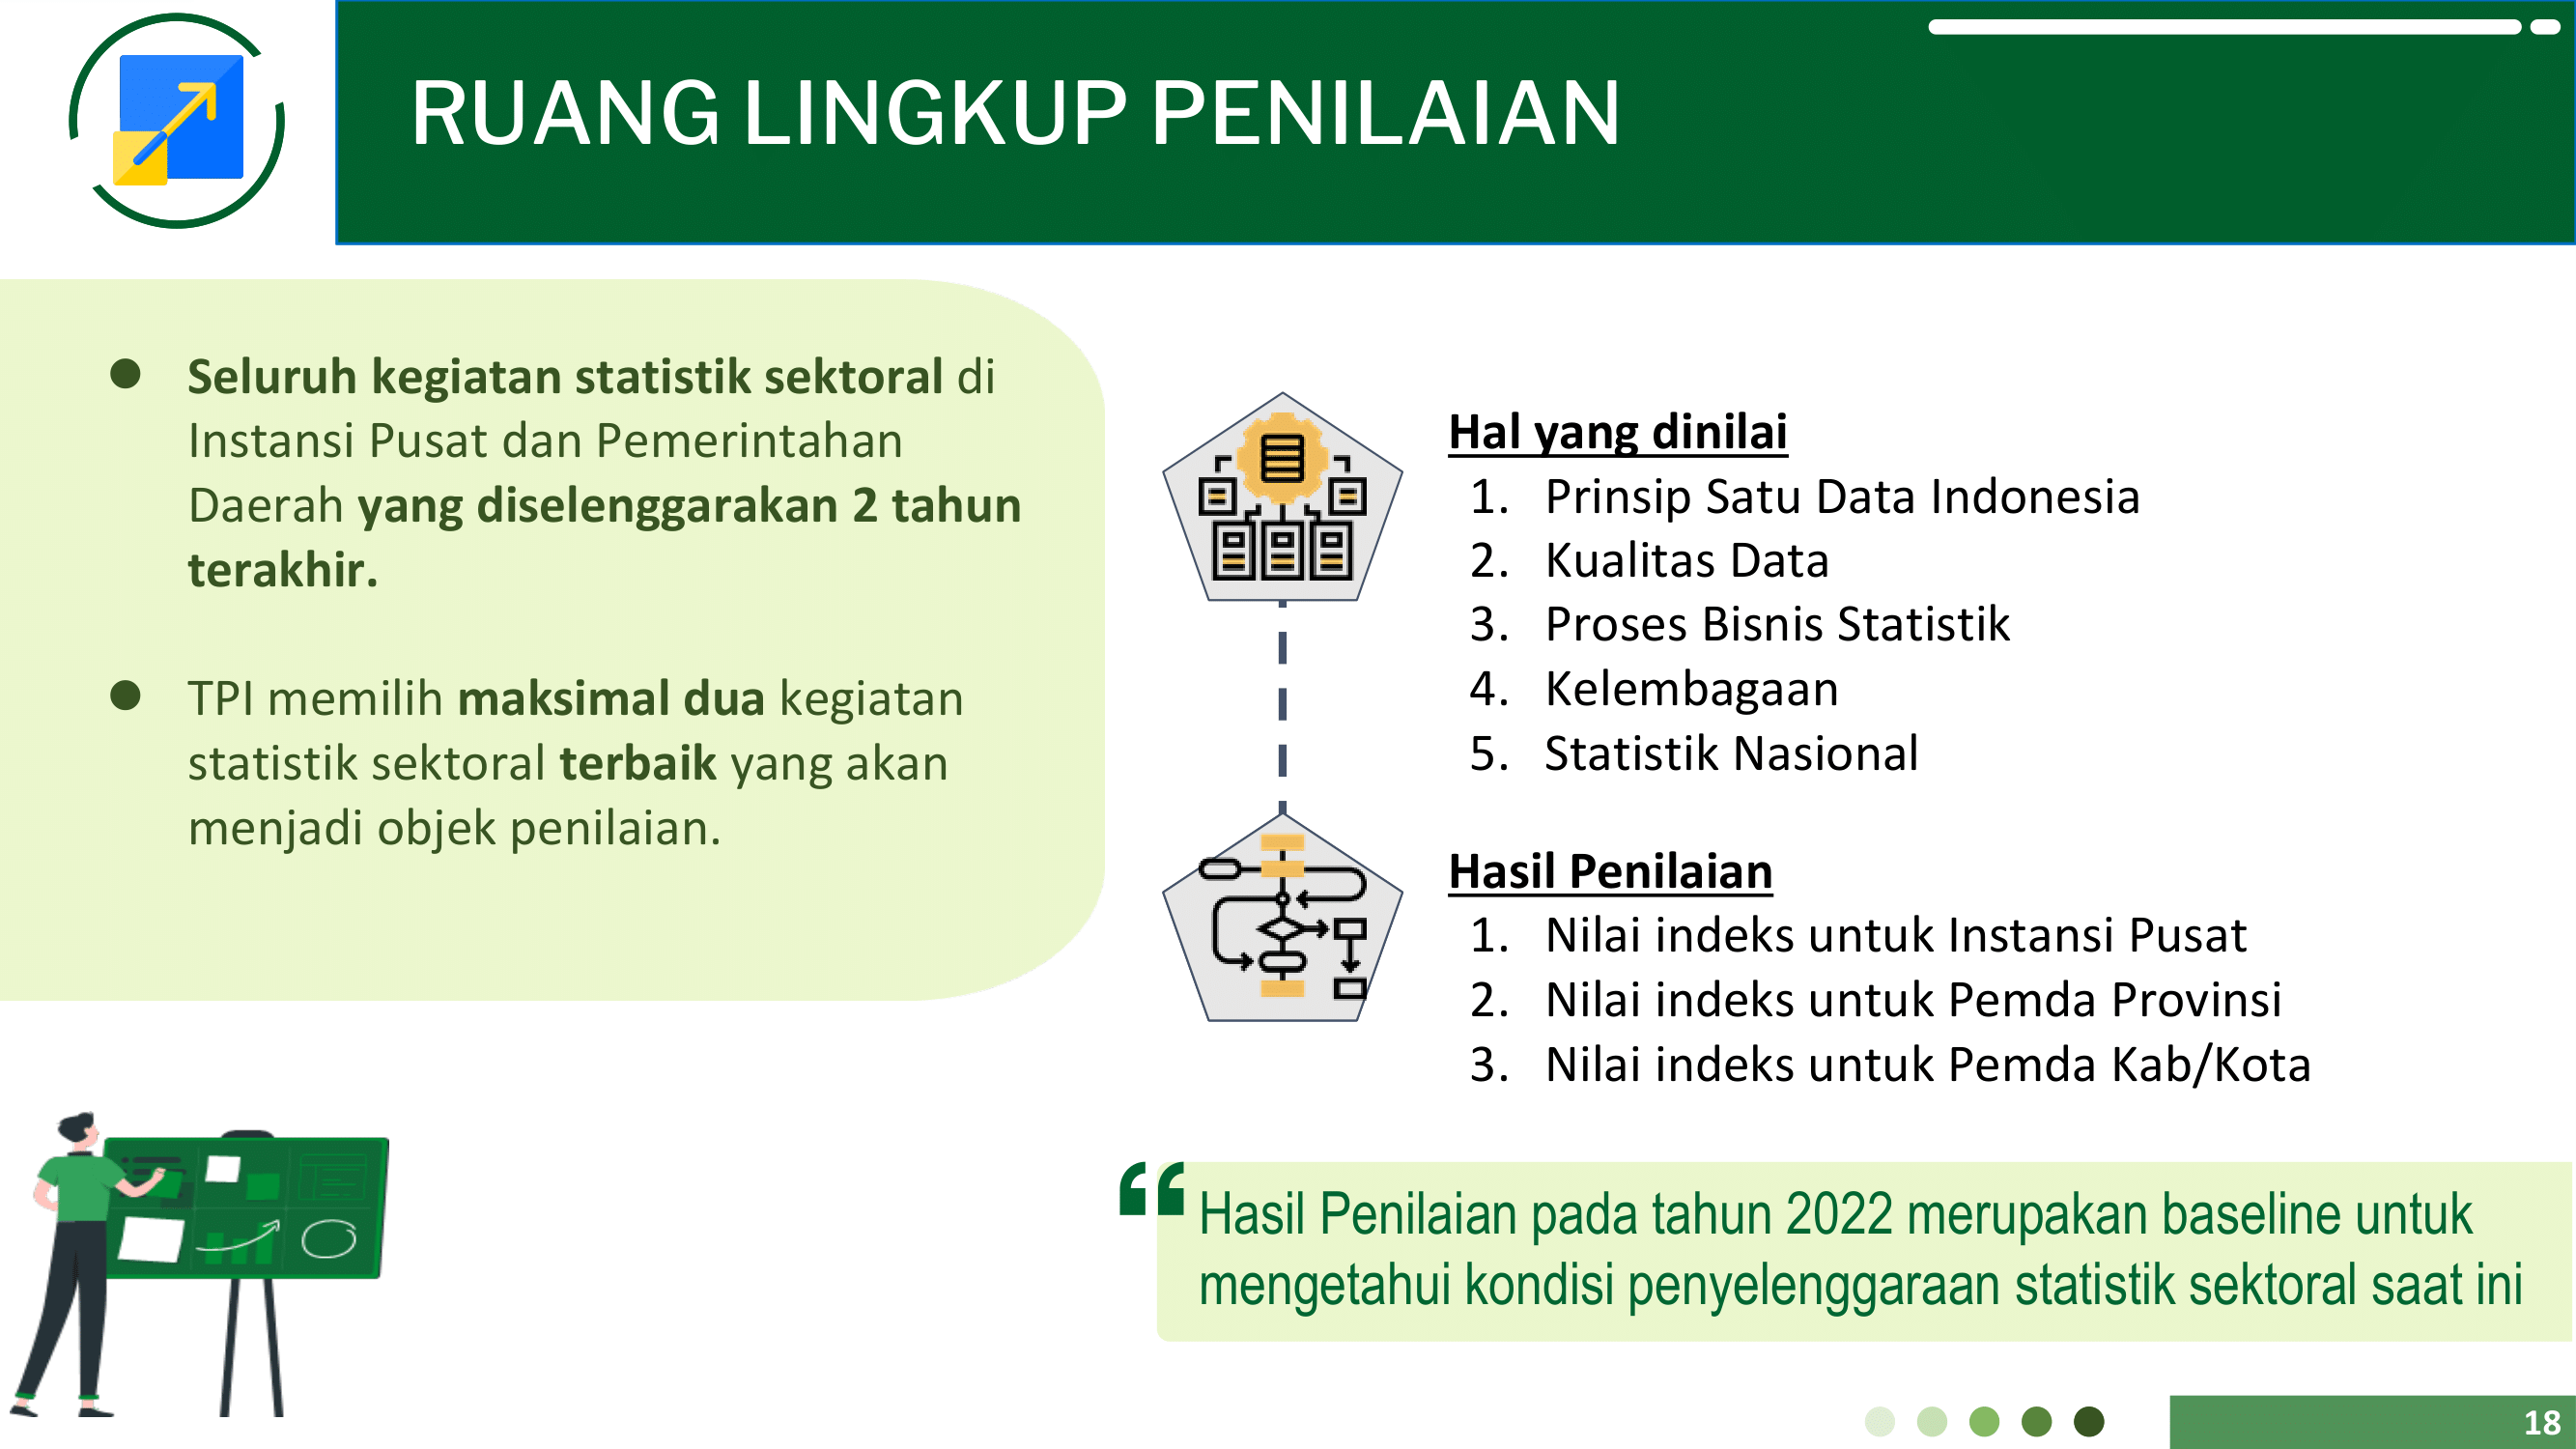 RUANG LINGKUP PENILAIAN
● Seluruh kegiatan statistik sektoral di
Instansi Pusat dan Pemerintahan
Daerah yang diselenggarakan 2 tahun
terakhir.
● TPI memilih maksimal dua kegiatan
statistik sektoral terbaik yang akan
menjadi objek penilaian.
Hal yang dinilai
1. Prinsip Satu Data Indonesia
2. Kualitas Data
3. Proses Bisnis Statistik
4. Kelembagaan
5. Statistik Nasional
Hasil Penilaian
1. Nilai indeks untuk Instansi Pusat
2. Nilai indeks untuk Pemda Provinsi
3. Nilai indeks untuk Pemda Kab/Kota
“Hasil Penilaian pada tahun 2022 merupakan baseline untuk
mengetahui kondisi penyelenggaraan statistik sektoral saat ini
18